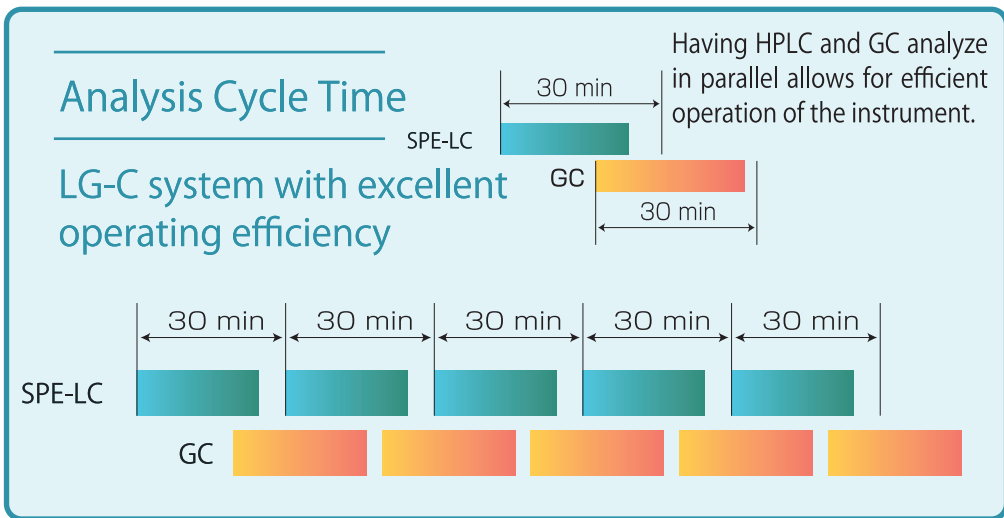 Analysis Cycle Time
LG-C system with excellent
operating efficiency
Having HPLC and GC analyze
in parallel allows for efficient
operation of the instrument.
30 min
SPE-LC
GC
30 min
30 min 30 min 30 min 30 min 30 min
SPE-LC
GC